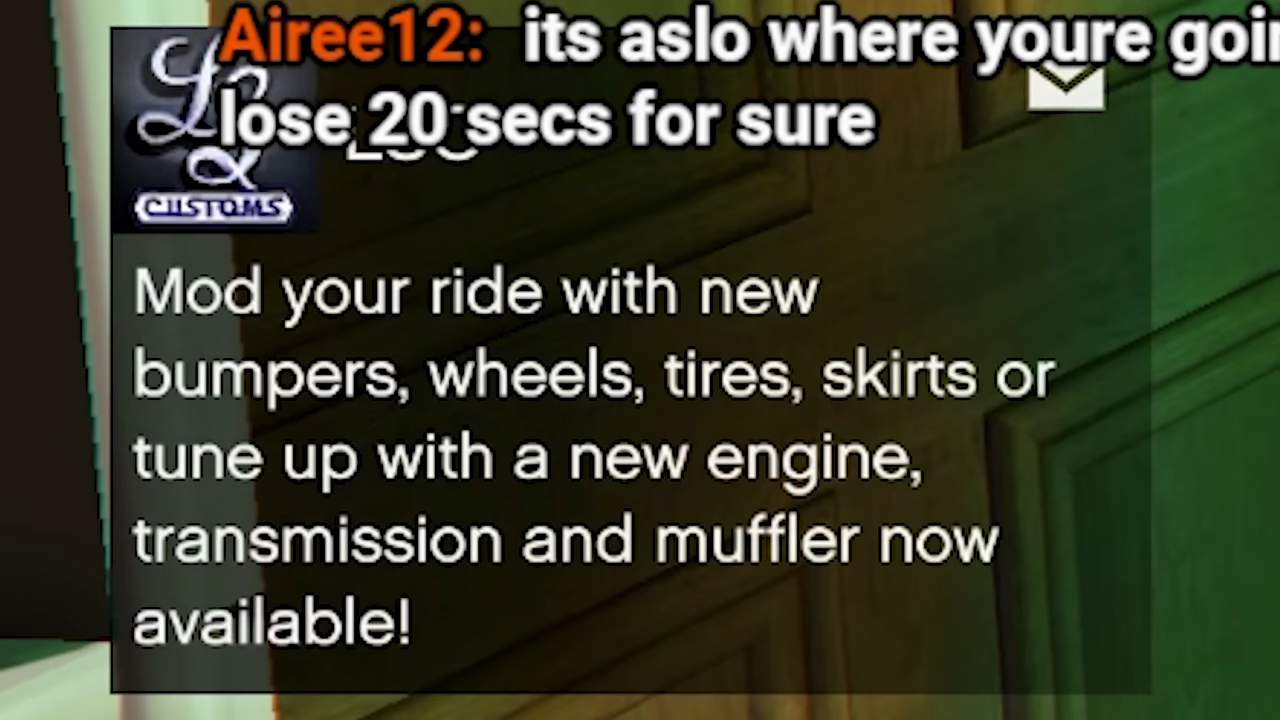 Airee12: its aslo where youre
lose 20 secs for sure
LS
CUSTOMS
Mod your ride with new
bumpers, wheels, tires, skirts or
tune up with a new engine,
transmission and muffler now
available!